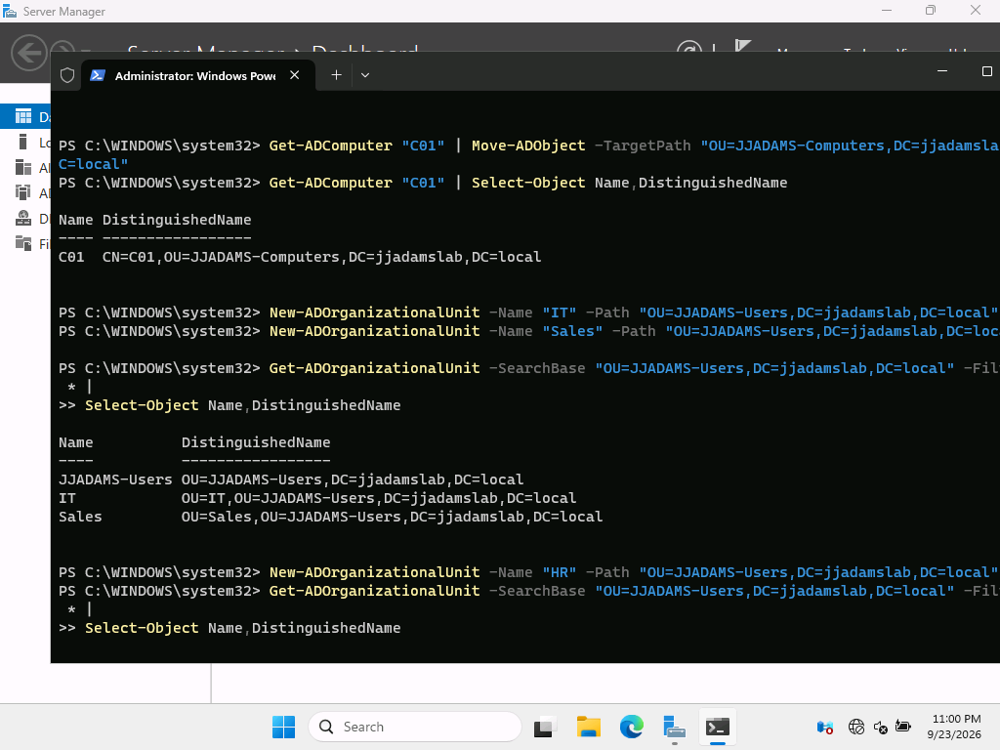 Server Manager
Administrator: Windows Powe
PS C:\WINDOWS\system32> Get-ADComputer "C01" | Move-ADObject -TargetPath "OU=JJADAMS-Computers,DC=jjadamsla
C=local"
PS C:\WINDOWS\system32> Get-ADComputer "C01" | Select-Object Name,DistinguishedName
Name DistinguishedName
---- -----------------
C01  CN=C01,OU=JJADAMS-Computers,DC=jjadamslab,DC=local
PS C:\WINDOWS\system32> New-ADOrganizationalUnit -Name "IT" -Path "OU=JJADAMS-Users,DC=jjadamslab,DC=local"
PS C:\WINDOWS\system32> New-ADOrganizationalUnit -Name "Sales" -Path "OU=JJADAMS-Users,DC=jjadamslab,DC=loc
PS C:\WINDOWS\system32> Get-ADOrganizationalUnit -SearchBase "OU=JJADAMS-Users,DC=jjadamslab,DC=local" -Fil
* |
>> Select-Object Name,DistinguishedName
Name          DistinguishedName
----          -----------------
JJADAMS-Users OU=JJADAMS-Users,DC=jjadamslab,DC=local
IT            OU=IT,OU=JJADAMS-Users,DC=jjadamslab,DC=local
Sales         OU=Sales,OU=JJADAMS-Users,DC=jjadamslab,DC=local
PS C:\WINDOWS\system32> New-ADOrganizationalUnit -Name "HR" -Path "OU=JJADAMS-Users,DC=jjadamslab,DC=local"
PS C:\WINDOWS\system32> Get-ADOrganizationalUnit -SearchBase "OU=JJADAMS-Users,DC=jjadamslab,DC=local" -Fil
* |
>> Select-Object Name,DistinguishedName
Search
11:00 PM
9/23/2026